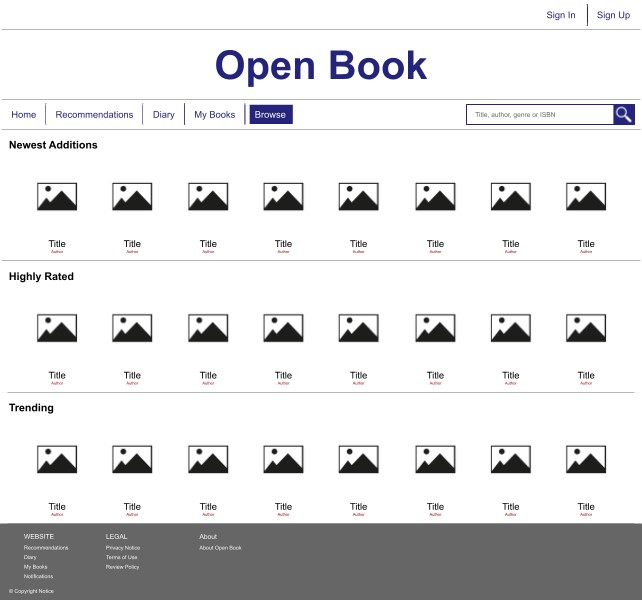 Sign In Sign Up
Open Book
Home Recommendations Diary My Books Browse Title, author, genre or ISBN
Newest Additions
Title Title Title Title Title Title Title Title
Author Author Author Author Author Author Author Author
Highly Rated
Title Title Title Title Title Title Title Title
Author Author Author Author Author Author Author Author
Trending
Title Title Title Title Title Title Title Title
Author Author Author Author Author Author Author Author
WEBSITE LEGAL About
Recommendations Privacy Notice About Open Book
Diary Terms of Use
My Books Review Policy
Notifications
© Copyright Notice